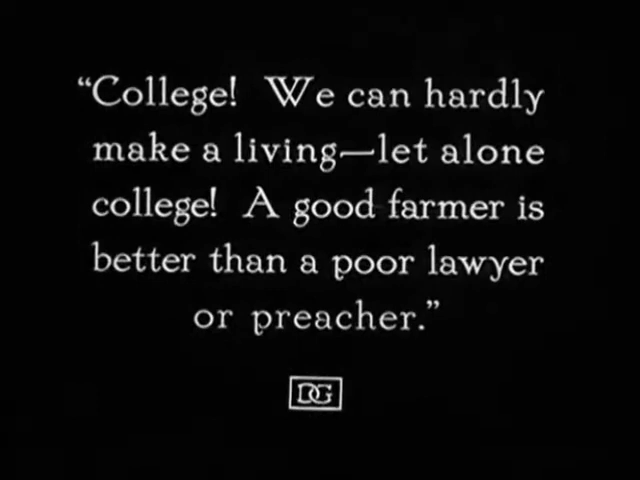 “College! We can hardly
make a living—let alone
college! A good farmer is
better than a poor lawyer
or preacher.”
DG